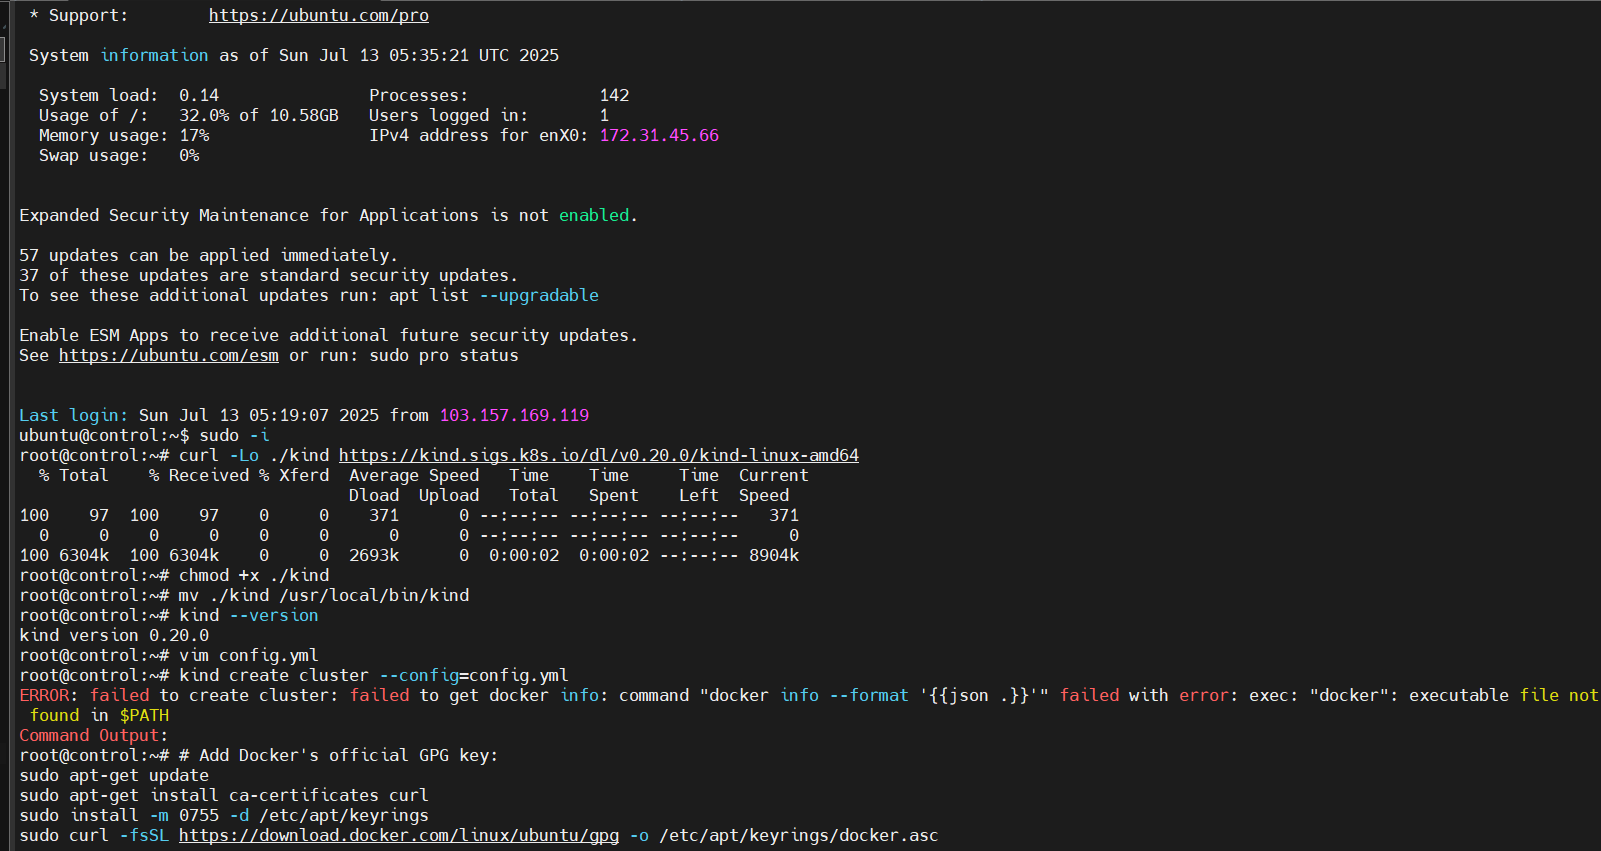 * Support:        https://ubuntu.com/pro
System information as of Sun Jul 13 05:35:21 UTC 2025
System load:  0.14               Processes:             142
Usage of /:   32.0% of 10.58GB   Users logged in:       1
Memory usage: 17%                IPv4 address for enX0: 172.31.45.66
Swap usage:   0%
Expanded Security Maintenance for Applications is not enabled.
57 updates can be applied immediately.
37 of these updates are standard security updates.
To see these additional updates run: apt list --upgradable
Enable ESM Apps to receive additional future security updates.
See https://ubuntu.com/esm or run: sudo pro status
Last login: Sun Jul 13 05:19:07 2025 from 103.157.169.119
ubuntu@control:~$ sudo -i
root@control:~# curl -Lo ./kind https://kind.sigs.k8s.io/dl/v0.20.0/kind-linux-amd64
  % Total    % Received % Xferd  Average Speed   Time    Time     Time  Current
                                 Dload  Upload   Total   Spent    Left  Speed
100    97  100    97    0     0    371      0 --:--:-- --:--:-- --:--:--   371
  0     0    0     0    0     0      0      0 --:--:-- --:--:-- --:--:--     0
100 6304k  100 6304k    0     0  2693k      0  0:00:02  0:00:02 --:--:-- 8904k
root@control:~# chmod +x ./kind
root@control:~# mv ./kind /usr/local/bin/kind
root@control:~# kind --version
kind version 0.20.0
root@control:~# vim config.yml
root@control:~# kind create cluster --config=config.yml
ERROR: failed to create cluster: failed to get docker info: command "docker info --format '{{json .}}'" failed with error: exec: "docker": executable file not
 found in $PATH
Command Output:
root@control:~# # Add Docker's official GPG key:
sudo apt-get update
sudo apt-get install ca-certificates curl
sudo install -m 0755 -d /etc/apt/keyrings
sudo curl -fsSL https://download.docker.com/linux/ubuntu/gpg -o /etc/apt/keyrings/docker.asc